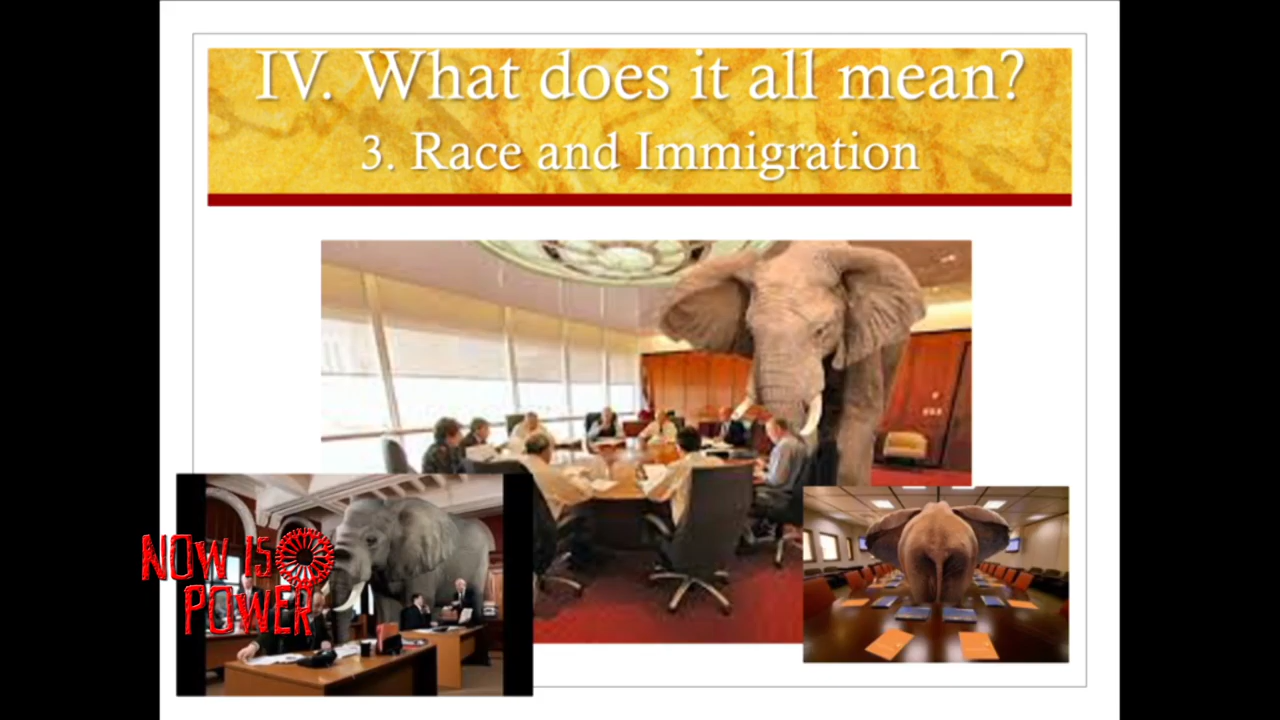 IV. What does it all mean?
3. Race and Immigration
NOW IS
POWER